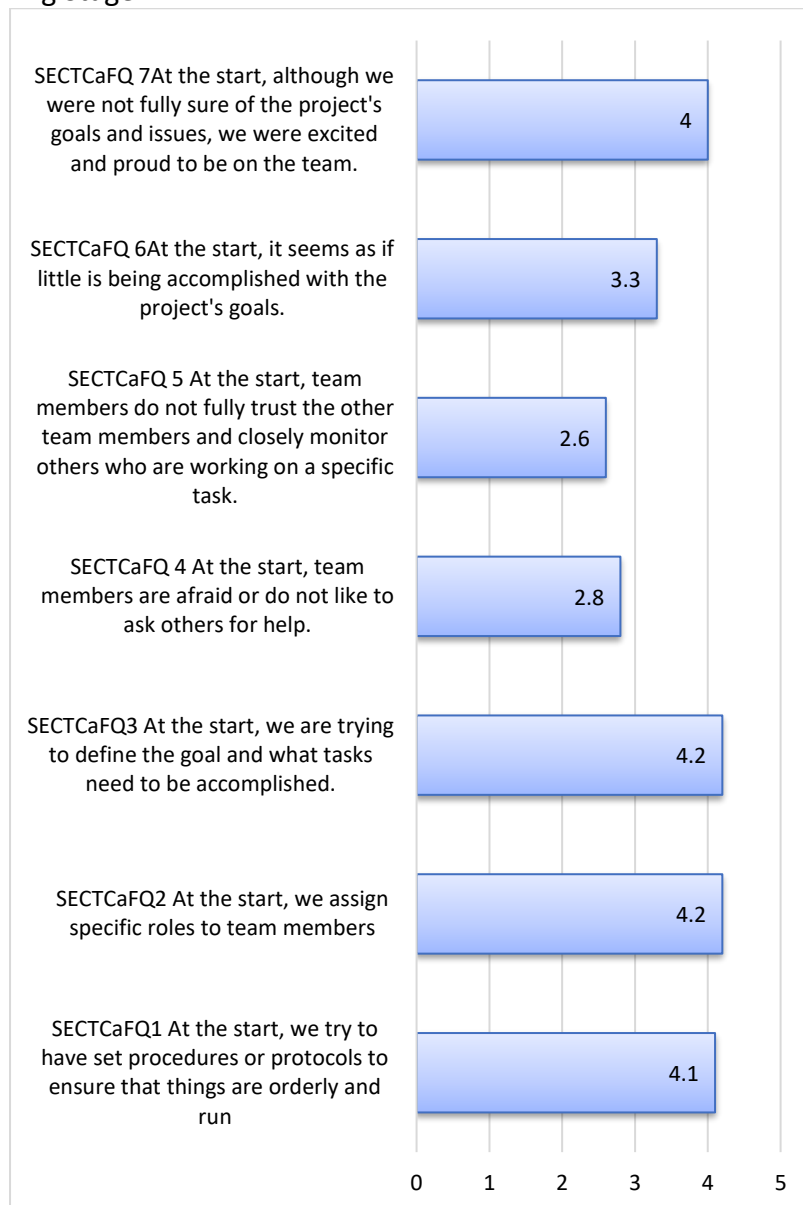 SECTCaFQ 7At the start, although we
were not fully sure of the project's
goals and issues, we were excited
and proud to be on the team.
4
SECTCaFQ 6At the start, it seems as if
little is being accomplished with the
project's goals.
3.3
SECTCaFQ 5 At the start, team
members do not fully trust the other
team members and closely monitor
others who are working on a specific
task.
2.6
SECTCaFQ 4 At the start, team
members are afraid or do not like to
ask others for help.
2.8
SECTCaFQ3 At the start, we are trying
to define the goal and what tasks
need to be accomplished.
4.2
SECTCaFQ2 At the start, we assign
specific roles to team members
4.2
SECTCaFQ1 At the start, we try to
have set procedures or protocols to
ensure that things are orderly and
run
4.1
0 1 2 3 4 5